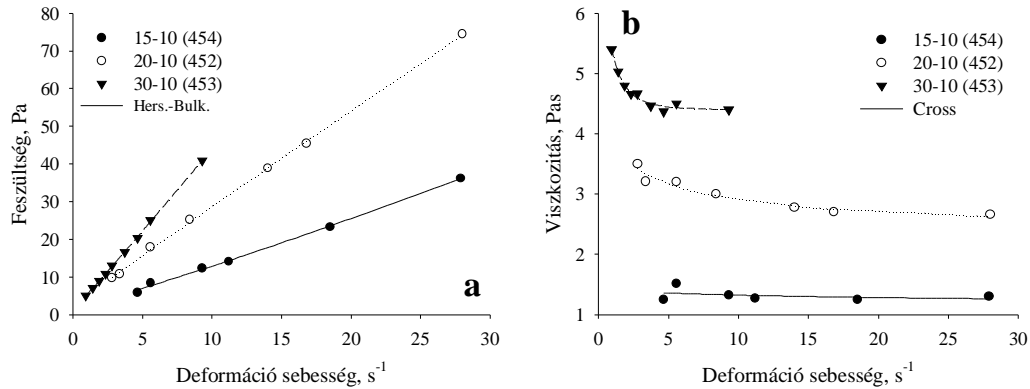 80
70
60
50
40
30
20
10
0
Feszültség, Pa
15-10 (454)
20-10 (452)
30-10 (453)
Hers.-Bulk.
a
0 5 10 15 20 25 30
Deformáció sebesség, s-1
6
5
4
3
2
1
Viszkozitás, Pas
b
15-10 (454)
20-10 (452)
30-10 (453)
Cross
0 5 10 15 20 25 30
Deformáció sebesség, s-1